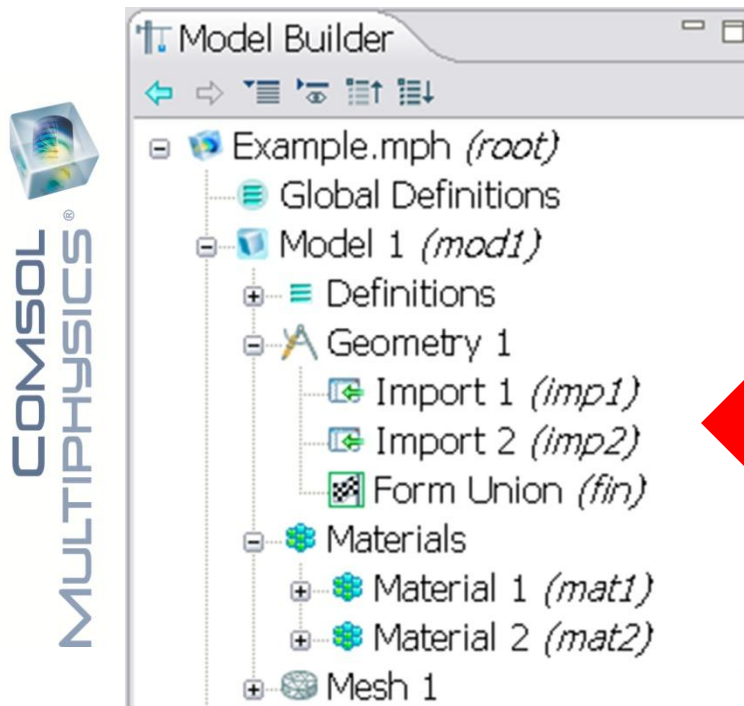 COMSOL
MULTIPHYSICS®
Model Builder
Example.mph (root)
Global Definitions
Model 1 (mod1)
Definitions
Geometry 1
Import 1 (imp1)
Import 2 (imp2)
Form Union (fin)
Materials
Material 1 (mat1)
Material 2 (mat2)
Mesh 1